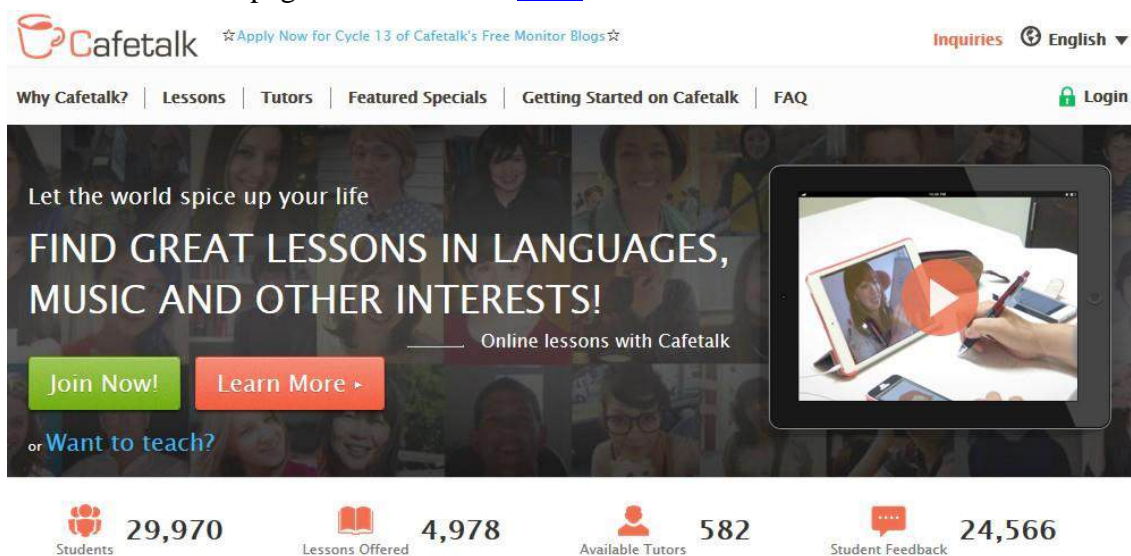 Cafetalk ☆Apply Now for Cycle 13 of Cafetalk's Free Monitor Blogs☆ Inquiries English ▼
Why Cafetalk? | Lessons | Tutors | Featured Specials | Getting Started on Cafetalk | FAQ Login
Let the world spice up your life
FIND GREAT LESSONS IN LANGUAGES,
MUSIC AND OTHER INTERESTS!
Online lessons with Cafetalk
Join Now! Learn More ▸
or Want to teach?
29,970 4,978 582 24,566
Students Lessons Offered Available Tutors Student Feedback